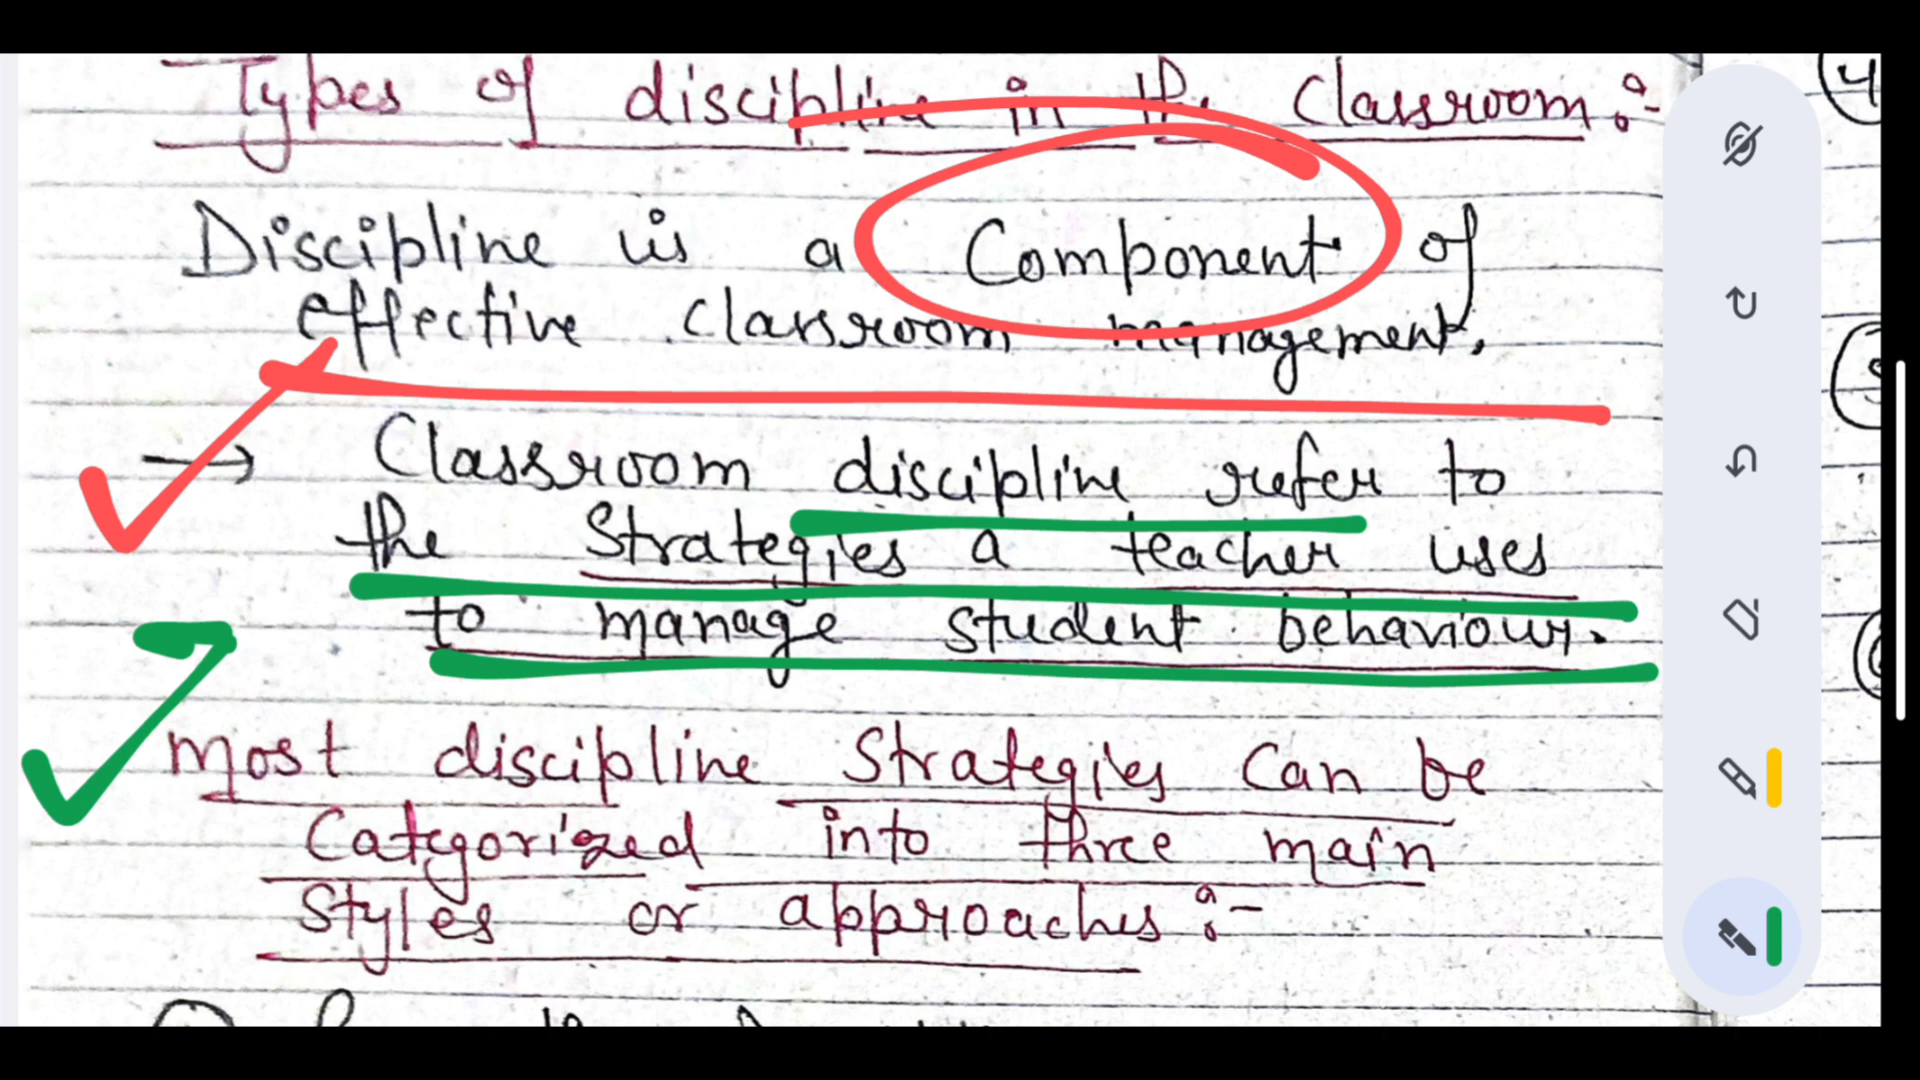 Types of discipline in the Classroom :-
Discipline is a Component of
effective classroom management.
→ Classroom discipline refer to
the Strategies a teacher uses
to manage student behaviour.
Most discipline Strategies Can be
Categorized into three main
Styles or approaches :-
4